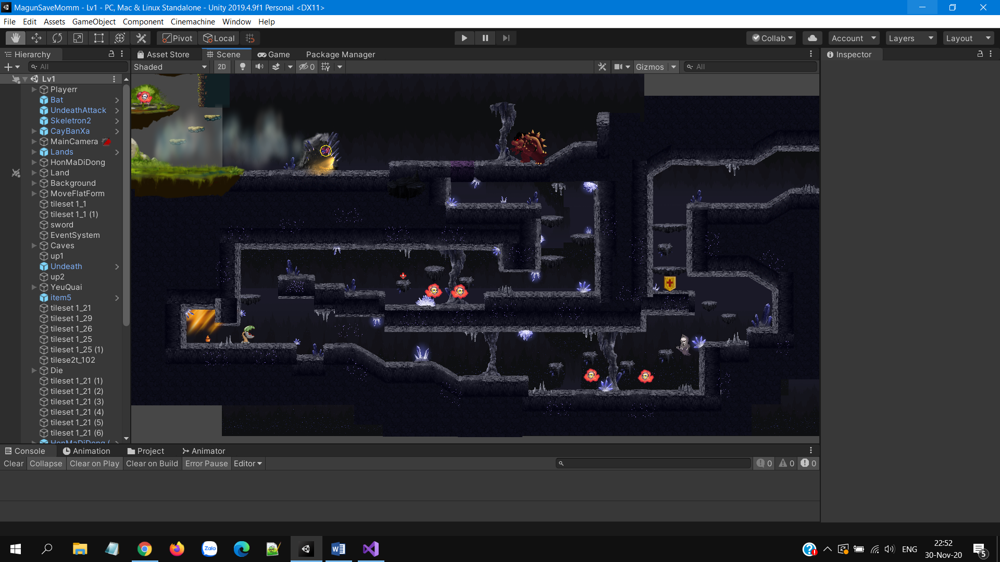 MagunSaveMomm - Lv1 - PC, Mac & Linux Standalone - Unity 2019.4.9f1 Personal <DX11>
File Edit Assets GameObject Component Cinemachine Window Help
Pivot Local Collab Account Layers Layout
Hierarchy Asset Store Scene Game Package Manager Inspector
All Shaded 2D 0 Gizmos All
Lv1
Playerr
Bat
UndeathAttack
Skeletron2
CayBanXa
MainCamera
Lands
HonMaDiDong
Land
Background
MoveFlatForm
tileset 1_1
tileset 1_1 (1)
sword
EventSystem
Caves
up1
Undeath
up2
YeuQuai
item5
tileset 1_21
tileset 1_29
tileset 1_26
tileset 1_25
tileset 1_25 (1)
tilese2t_102
Die
tileset 1_21 (1)
tileset 1_21 (2)
tileset 1_21 (3)
tileset 1_21 (4)
tileset 1_21 (5)
tileset 1_21 (6)
HonMaDiDong (
Console Animation Project Animator
Clear Collapse Clear on Play Clear on Build Error Pause Editor 0 0 0
Zalo
ENG
22:52
30-Nov-20
5